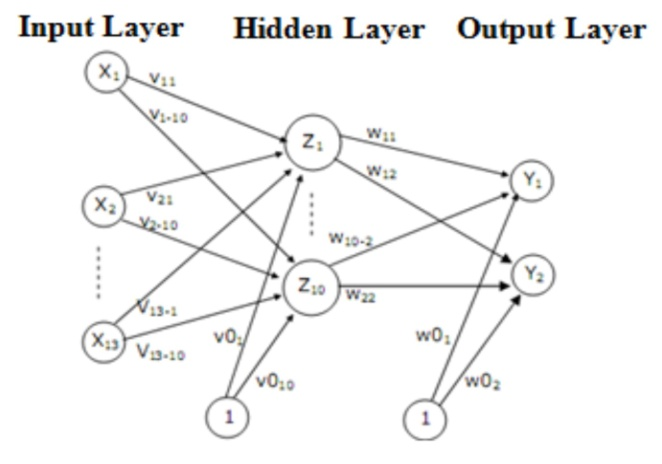 Input Layer Hidden Layer Output Layer
X₁
V₁₁
V₁₋₁₀
Z₁
W₁₁
W₁₂
Y₁
X₂
V₂₁
V₂₋₁₀
W₁₀₋₂
Z₁₀
W₂₂
Y₂
X₁₃
V₁₃₋₁
V₁₃₋₁₀
v0₁
v0₁₀
w0₁
w0₂
1
1